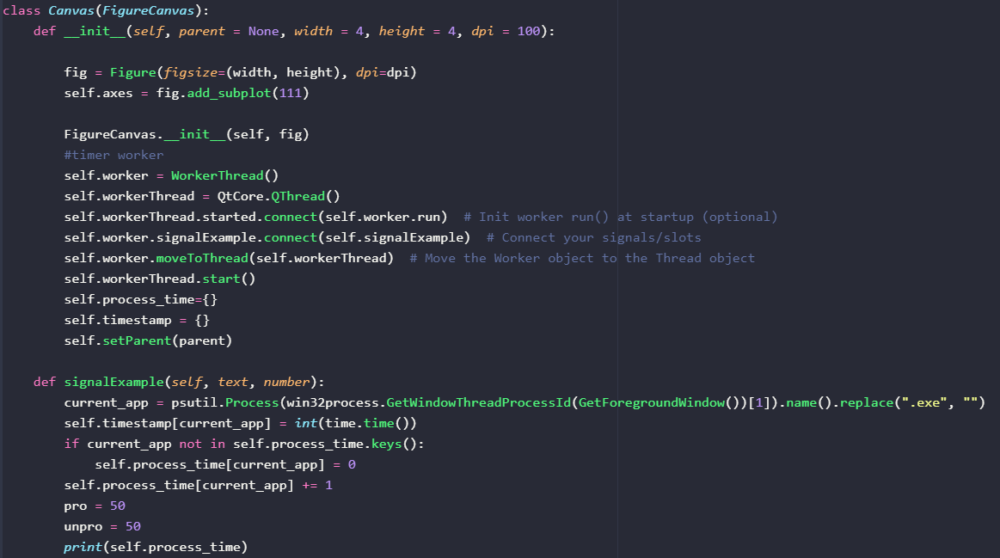 class Canvas(FigureCanvas):
    def __init__(self, parent = None, width = 4, height = 4, dpi = 100):
        fig = Figure(figsize=(width, height), dpi=dpi)
        self.axes = fig.add_subplot(111)
        FigureCanvas.__init__(self, fig)
        #timer worker
        self.worker = WorkerThread()
        self.workerThread = QtCore.QThread()
        self.workerThread.started.connect(self.worker.run)  # Init worker run() at startup (optional)
        self.worker.signalExample.connect(self.signalExample)  # Connect your signals/slots
        self.worker.moveToThread(self.workerThread)  # Move the Worker object to the Thread object
        self.workerThread.start()
        self.process_time={}
        self.timestamp = {}
        self.setParent(parent)
    def signalExample(self, text, number):
        current_app = psutil.Process(win32process.GetWindowThreadProcessId(GetForegroundWindow())[1]).name().replace(".exe", "")
        self.timestamp[current_app] = int(time.time())
        if current_app not in self.process_time.keys():
            self.process_time[current_app] = 0
        self.process_time[current_app] += 1
        pro = 50
        unpro = 50
        print(self.process_time)